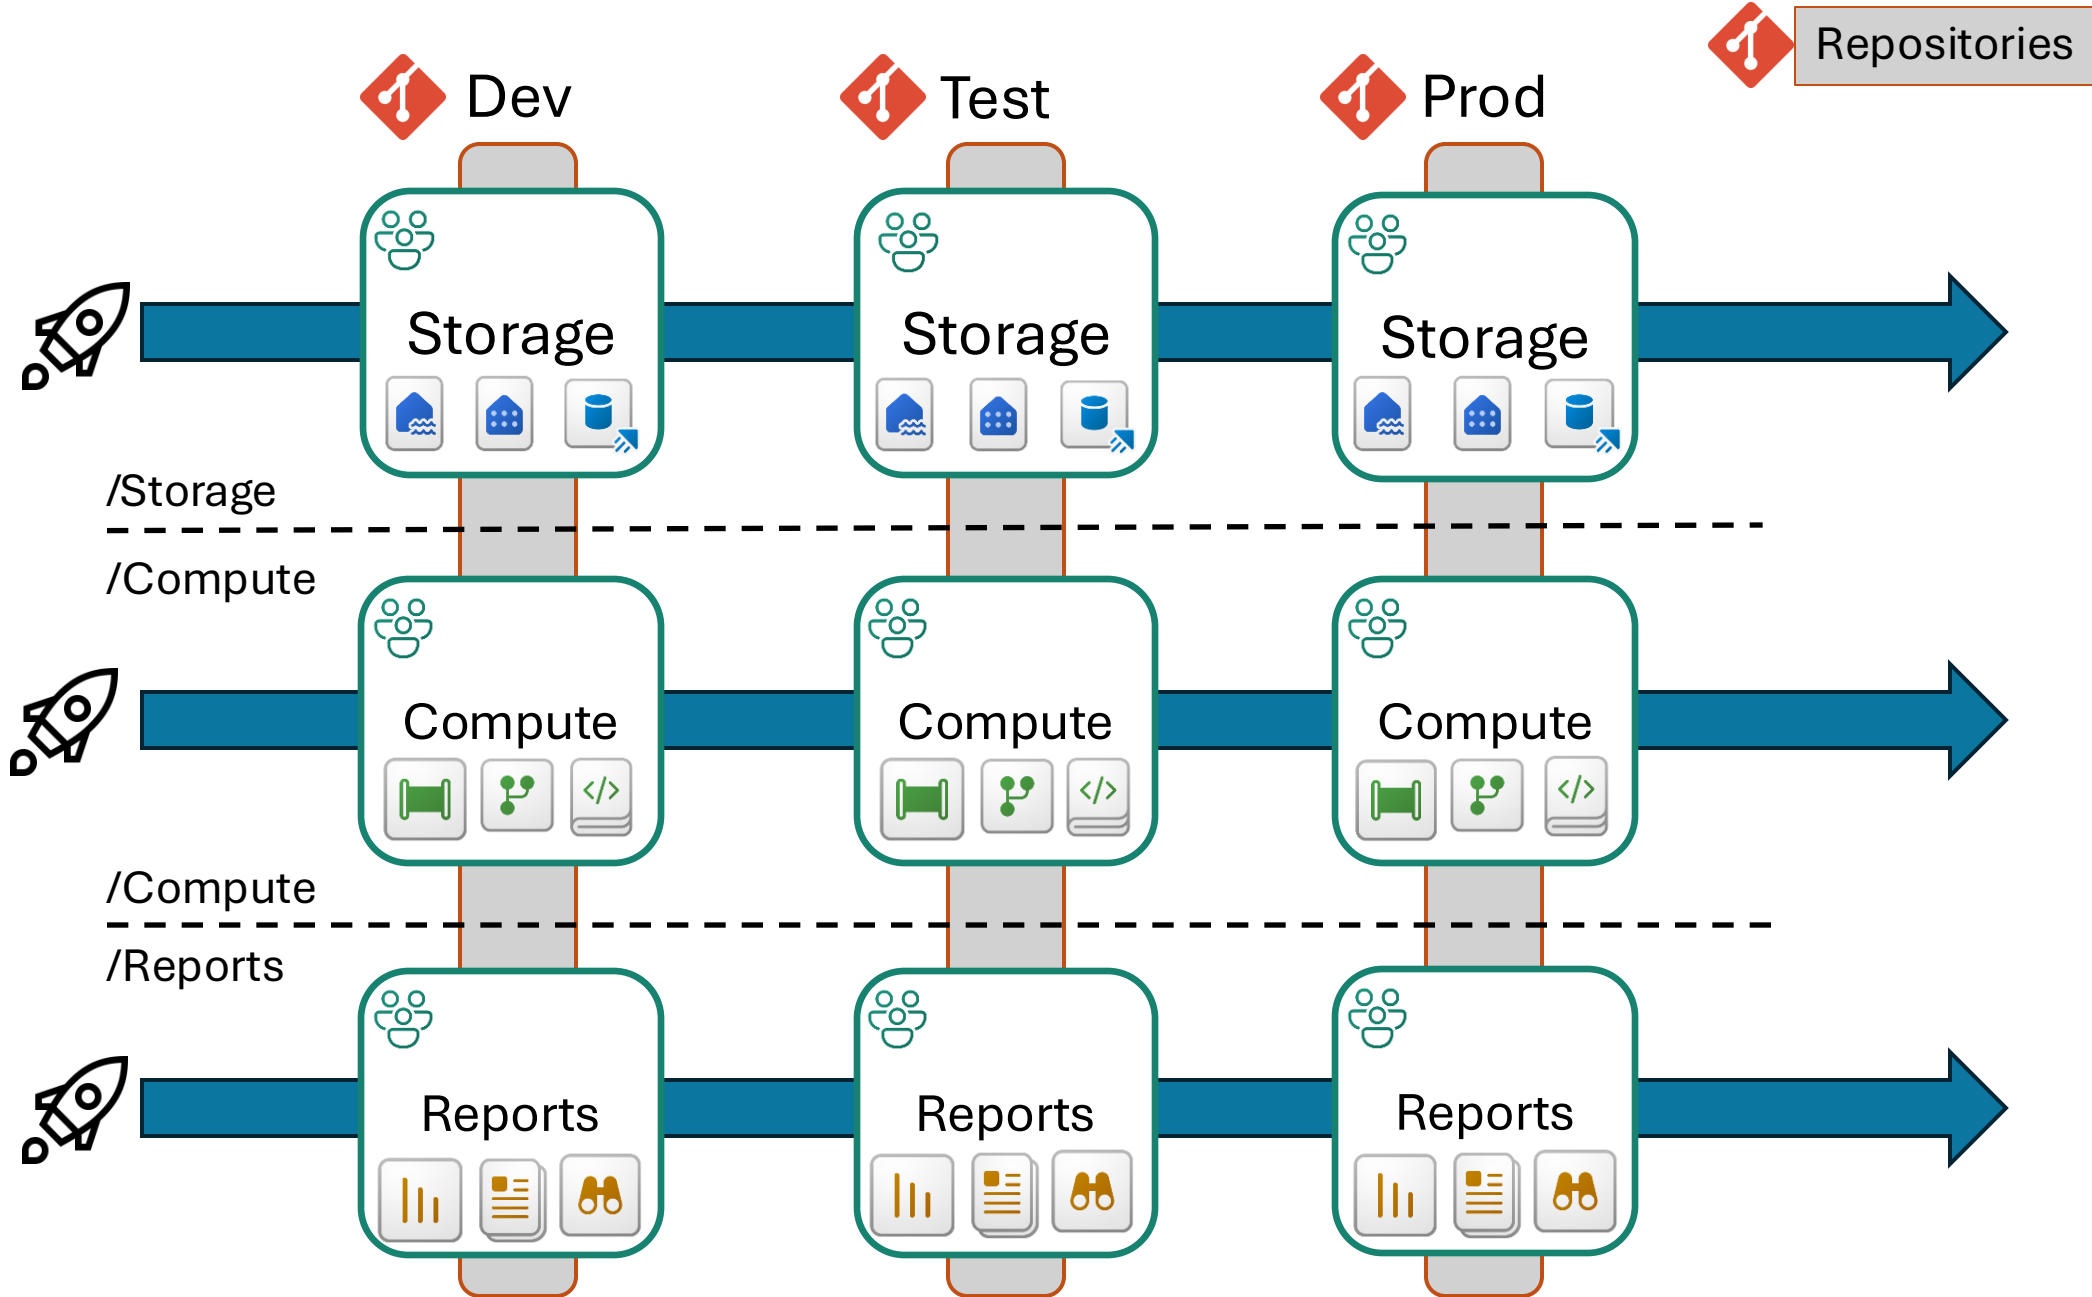 Repositories
Dev
Test
Prod
Storage
Storage
Storage
/Storage
/Compute
Compute
</>
Compute
</>
Compute
</>
/Compute
/Reports
Reports
Reports
Reports